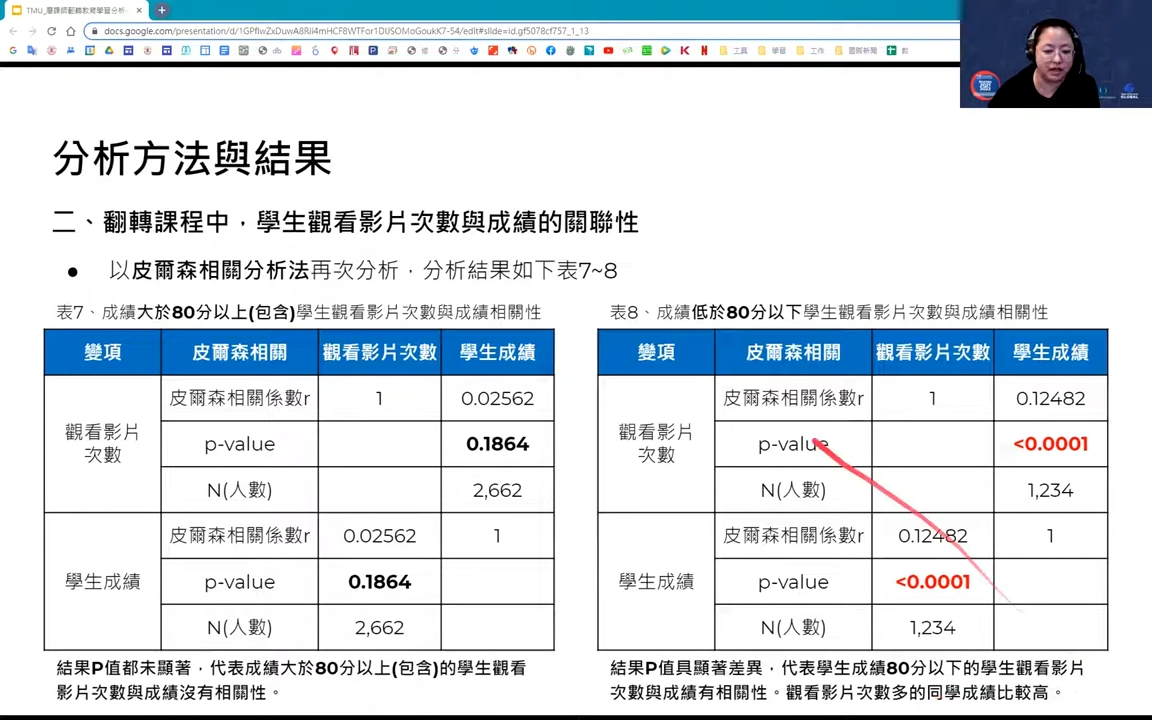 TMU_磨課師翻轉教育學習分析-
docs.google.com/presentation/d/1GPflwZxDuwA8RJi4mHCF8WTFor1DlJSOMoGoukK7-54/edit#slide=id.gf5078cf757_1_13
工具 學習 工作 國際新聞 教
分析方法與結果
二、翻轉課程中，學生觀看影片次數與成績的關聯性
● 以皮爾森相關分析法再次分析，分析結果如下表7~8
表7、成績大於80分以上(包含)學生觀看影片次數與成績相關性
變項 皮爾森相關 觀看影片次數 學生成績
觀看影片次數 皮爾森相關係數r 1 0.02562
p-value 0.1864
N(人數) 2,662
學生成績 皮爾森相關係數r 0.02562 1
p-value 0.1864
N(人數) 2,662
結果P值都未顯著，代表成績大於80分以上(包含)的學生觀看
影片次數與成績沒有相關性。
表8、成績低於80分以下學生觀看影片次數與成績相關性
變項 皮爾森相關 觀看影片次數 學生成績
觀看影片次數 皮爾森相關係數r 1 0.12482
p-value <0.0001
N(人數) 1,234
學生成績 皮爾森相關係數r 0.12482 1
p-value <0.0001
N(人數) 1,234
結果P值具顯著差異，代表學生成績80分以下的學生觀看影片
次數與成績有相關性。觀看影片次數多的同學成績比較高。